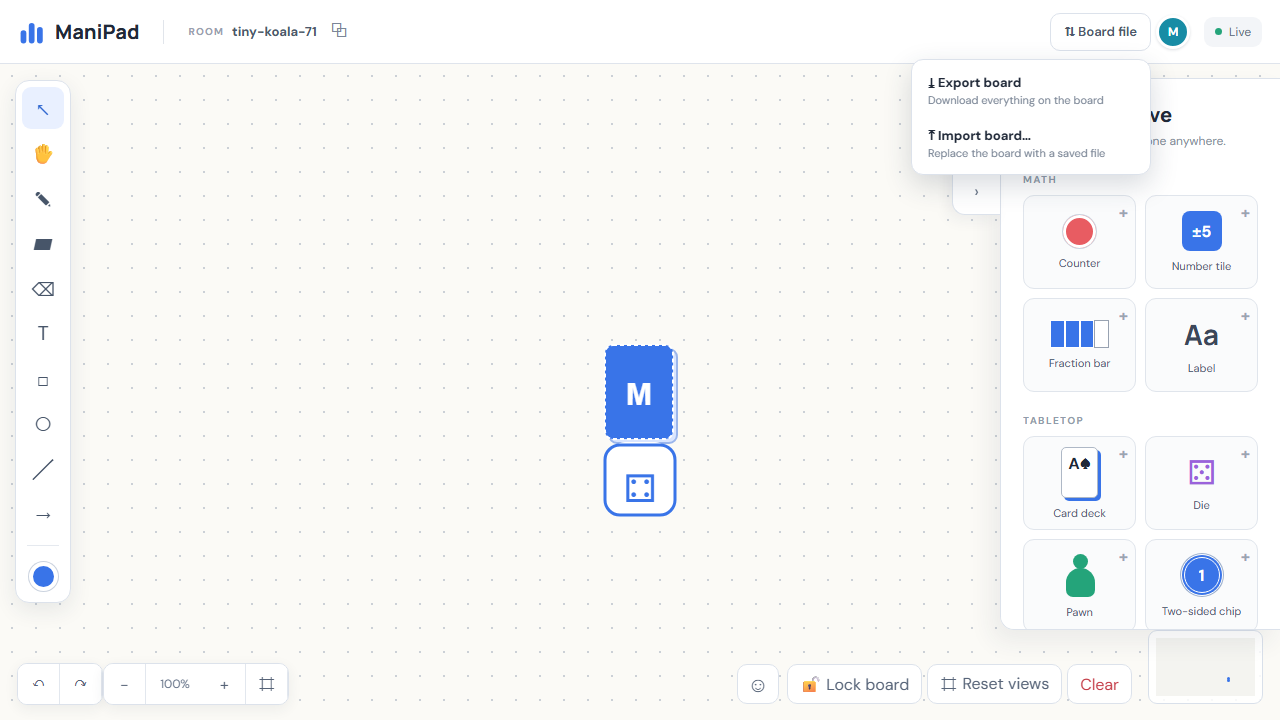 ManiPad
ROOM tiny-koala-71
⇅ Board file
M
Live
⤓ Export board
Download everything on the board
⤒ Import board...
Replace the board with a saved file
ve
one anywhere.
MATH
Counter
±5
Number tile
Fraction bar
Aa
Label
TABLETOP
A♠
Card deck
Die
Pawn
1
Two-sided chip
T
M
− 100% +
Lock board
Reset views
Clear